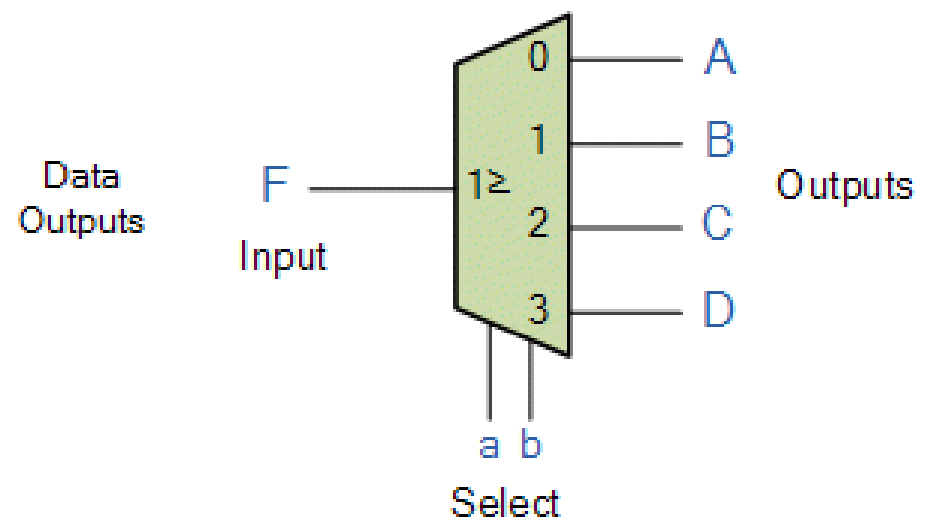 0 A
1 B
Data
Outputs
F
1≥
Outputs
Input
2 C
3 D
a b
Select